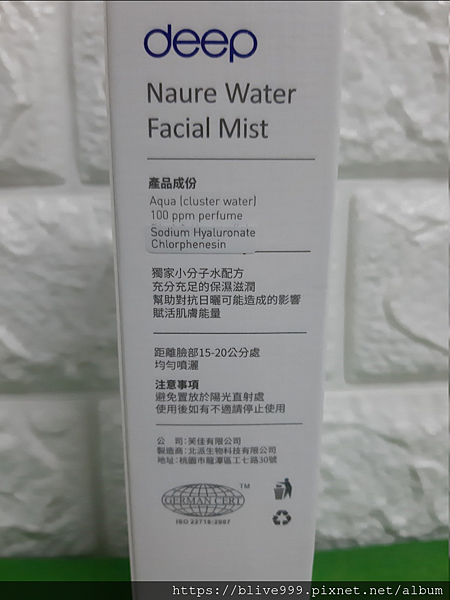 deep
Naure Water
Facial Mist
產品成份
Aqua (cluster water)
100 ppm perfume
Sodium Hyaluronate
Chlorphenesin
獨家小分子水配方
充分充足的保濕滋潤
幫助對抗日曬可能造成的影響
賦活肌膚能量
距離臉部15-20公分處
均勻噴灑
注意事項
避免置放於陽光直射處
使用後如有不適請停止使用
公 司:芙佳有限公司
製造商:北派生物科技有限公司
地址:桃園市龍潭區工七路30號
TM
GERMAN CERT
ISO 22716:2007
https://blive999.pixnet.net/album